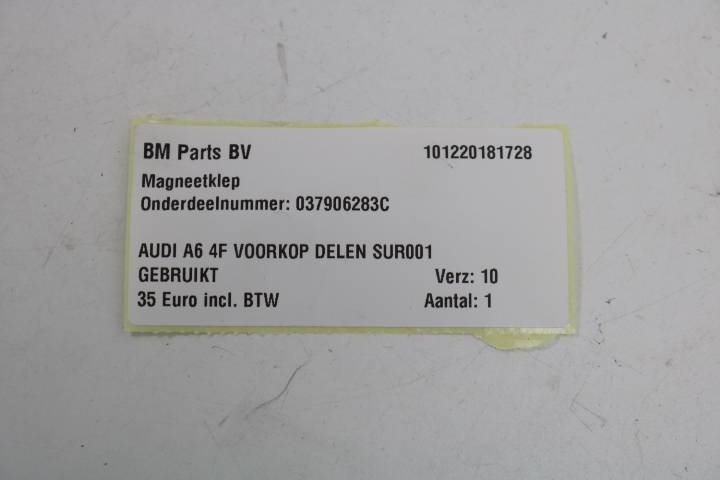 BM Parts BV 101220181728
Magneetklep
Onderdeelnummer: 037906283C
AUDI A6 4F VOORKOP DELEN SUR001
GEBRUIKT Verz: 10
35 Euro incl. BTW Aantal: 1